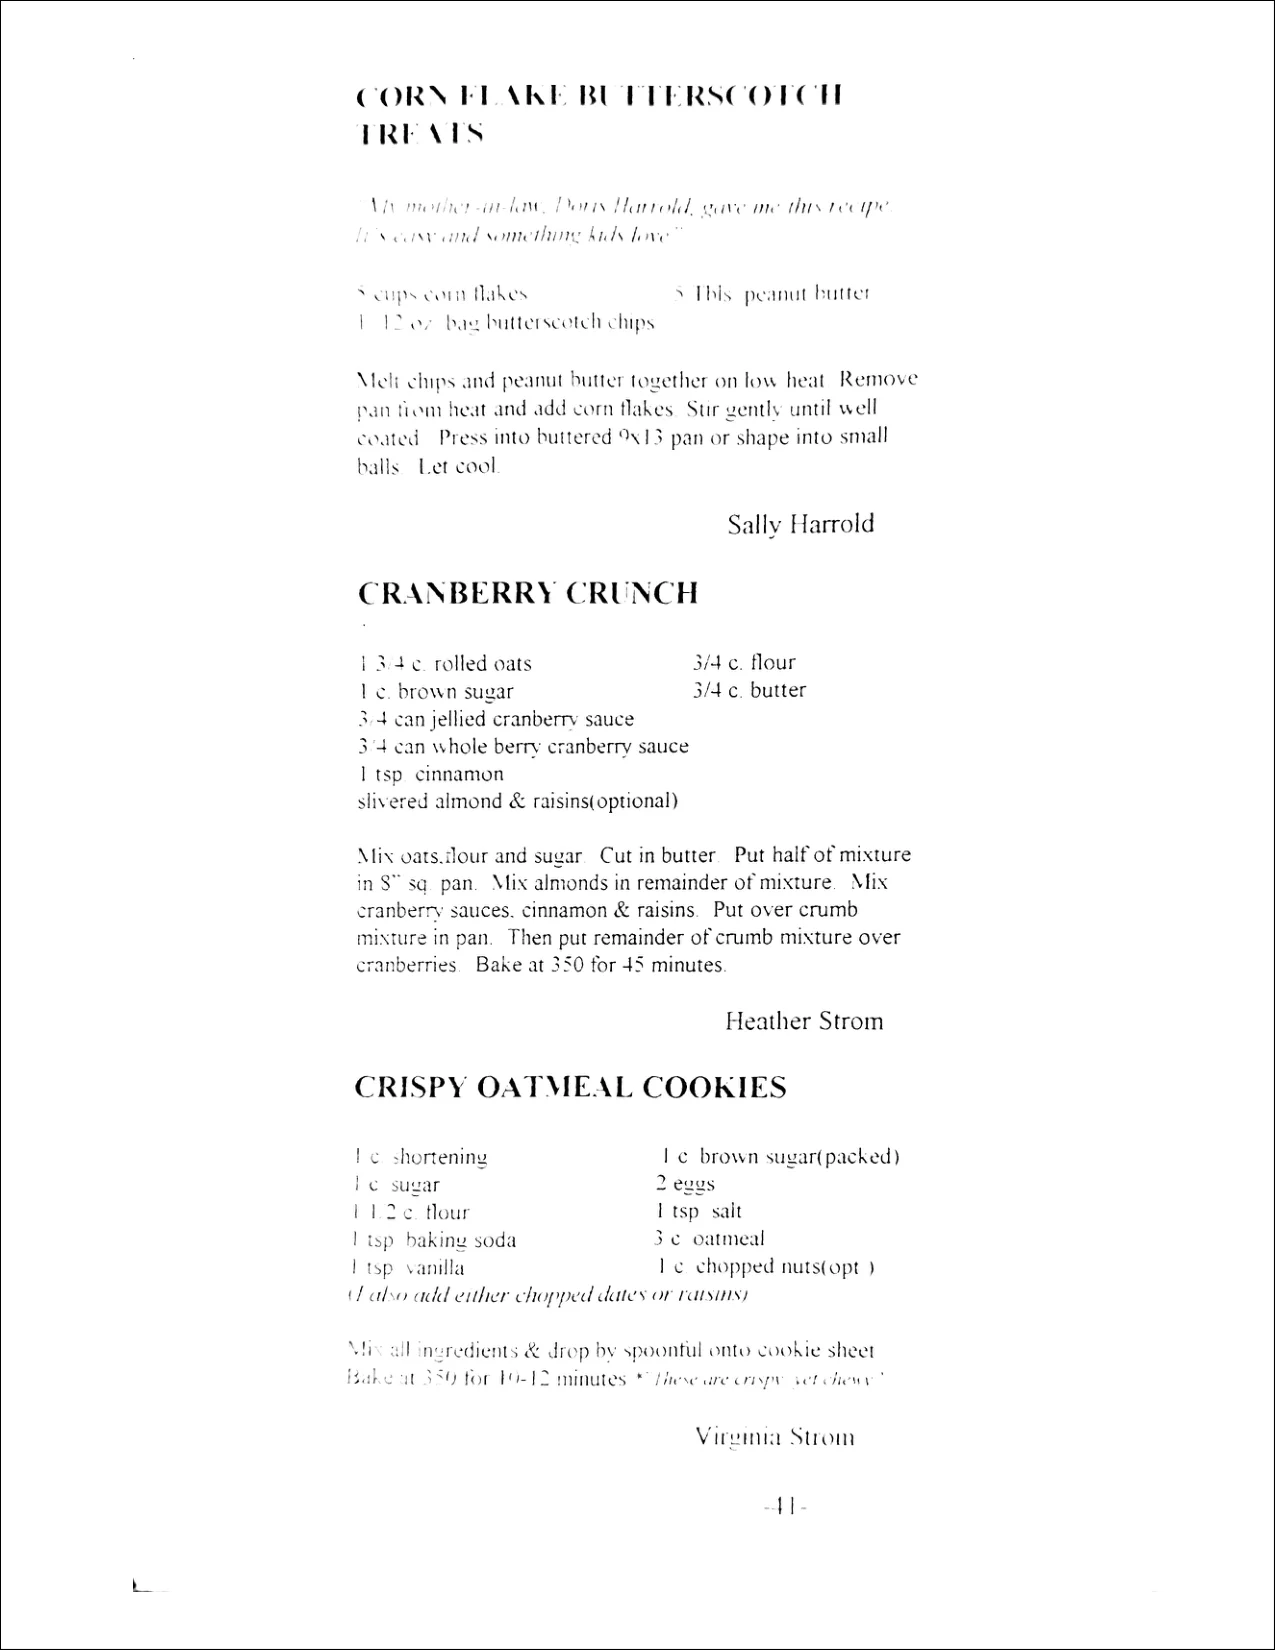 CORN FLAKE BUTTERSCOTCH
TREATS
"My mother-in-law, Doris Harrold, gave me this recipe.
It's easy and something kids love"
cups corn flakes Tbls. peanut butter
1 12 oz. bag butterscotch chips
Melt chips and peanut butter together on low heat. Remove
pan from heat and add corn flakes. Stir gently until well
coated. Press into buttered 9x13 pan or shape into small
balls. Let cool.
Sally Harrold
CRANBERRY CRUNCH
1 3/4 c. rolled oats 3/4 c. flour
1 c. brown sugar 3/4 c. butter
3/4 can jellied cranberry sauce
3/4 can whole berry cranberry sauce
1 tsp. cinnamon
slivered almond & raisins(optional)
Mix oats,flour and sugar. Cut in butter. Put half of mixture
in 8" sq. pan. Mix almonds in remainder of mixture. Mix
cranberry sauces, cinnamon & raisins. Put over crumb
mixture in pan. Then put remainder of crumb mixture over
cranberries. Bake at 350 for 45 minutes.
Heather Strom
CRISPY OATMEAL COOKIES
1 c. shortening 1 c. brown sugar(packed)
1 c. sugar 2 eggs
1 1/2 c. flour 1 tsp. salt
1 tsp. baking soda 3 c. oatmeal
1 tsp. vanilla 1 c. chopped nuts(opt.)
(I also add either chopped dates or raisins)
Mix all ingredients & drop by spoonful onto cookie sheet.
Bake at 350 for 10-12 minutes. *"These are crispy, yet chewy"
Virginia Strom
-41-